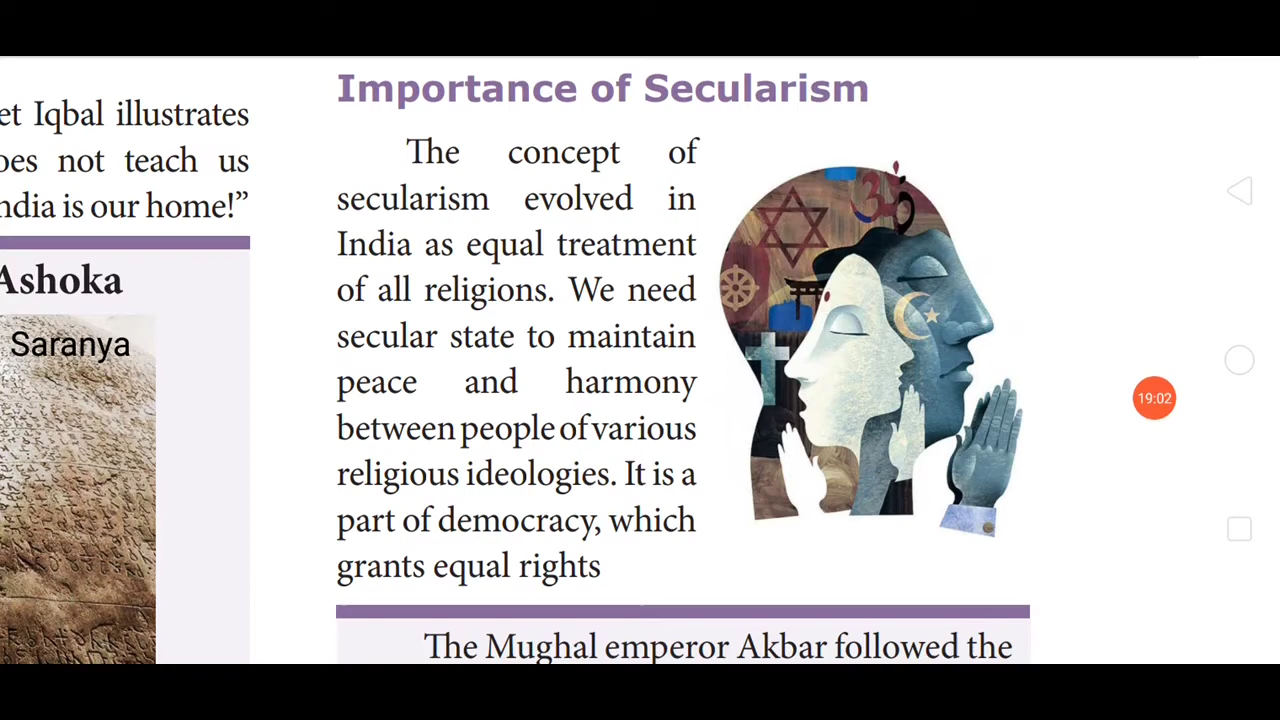 et Iqbal illustrates
oes not teach us
ndia is our home!”
Ashoka
Saranya
Importance of Secularism
The concept of
secularism evolved in
India as equal treatment
of all religions. We need
secular state to maintain
peace and harmony
between people of various
religious ideologies. It is a
part of democracy, which
grants equal rights
The Mughal emperor Akbar followed the
19:02